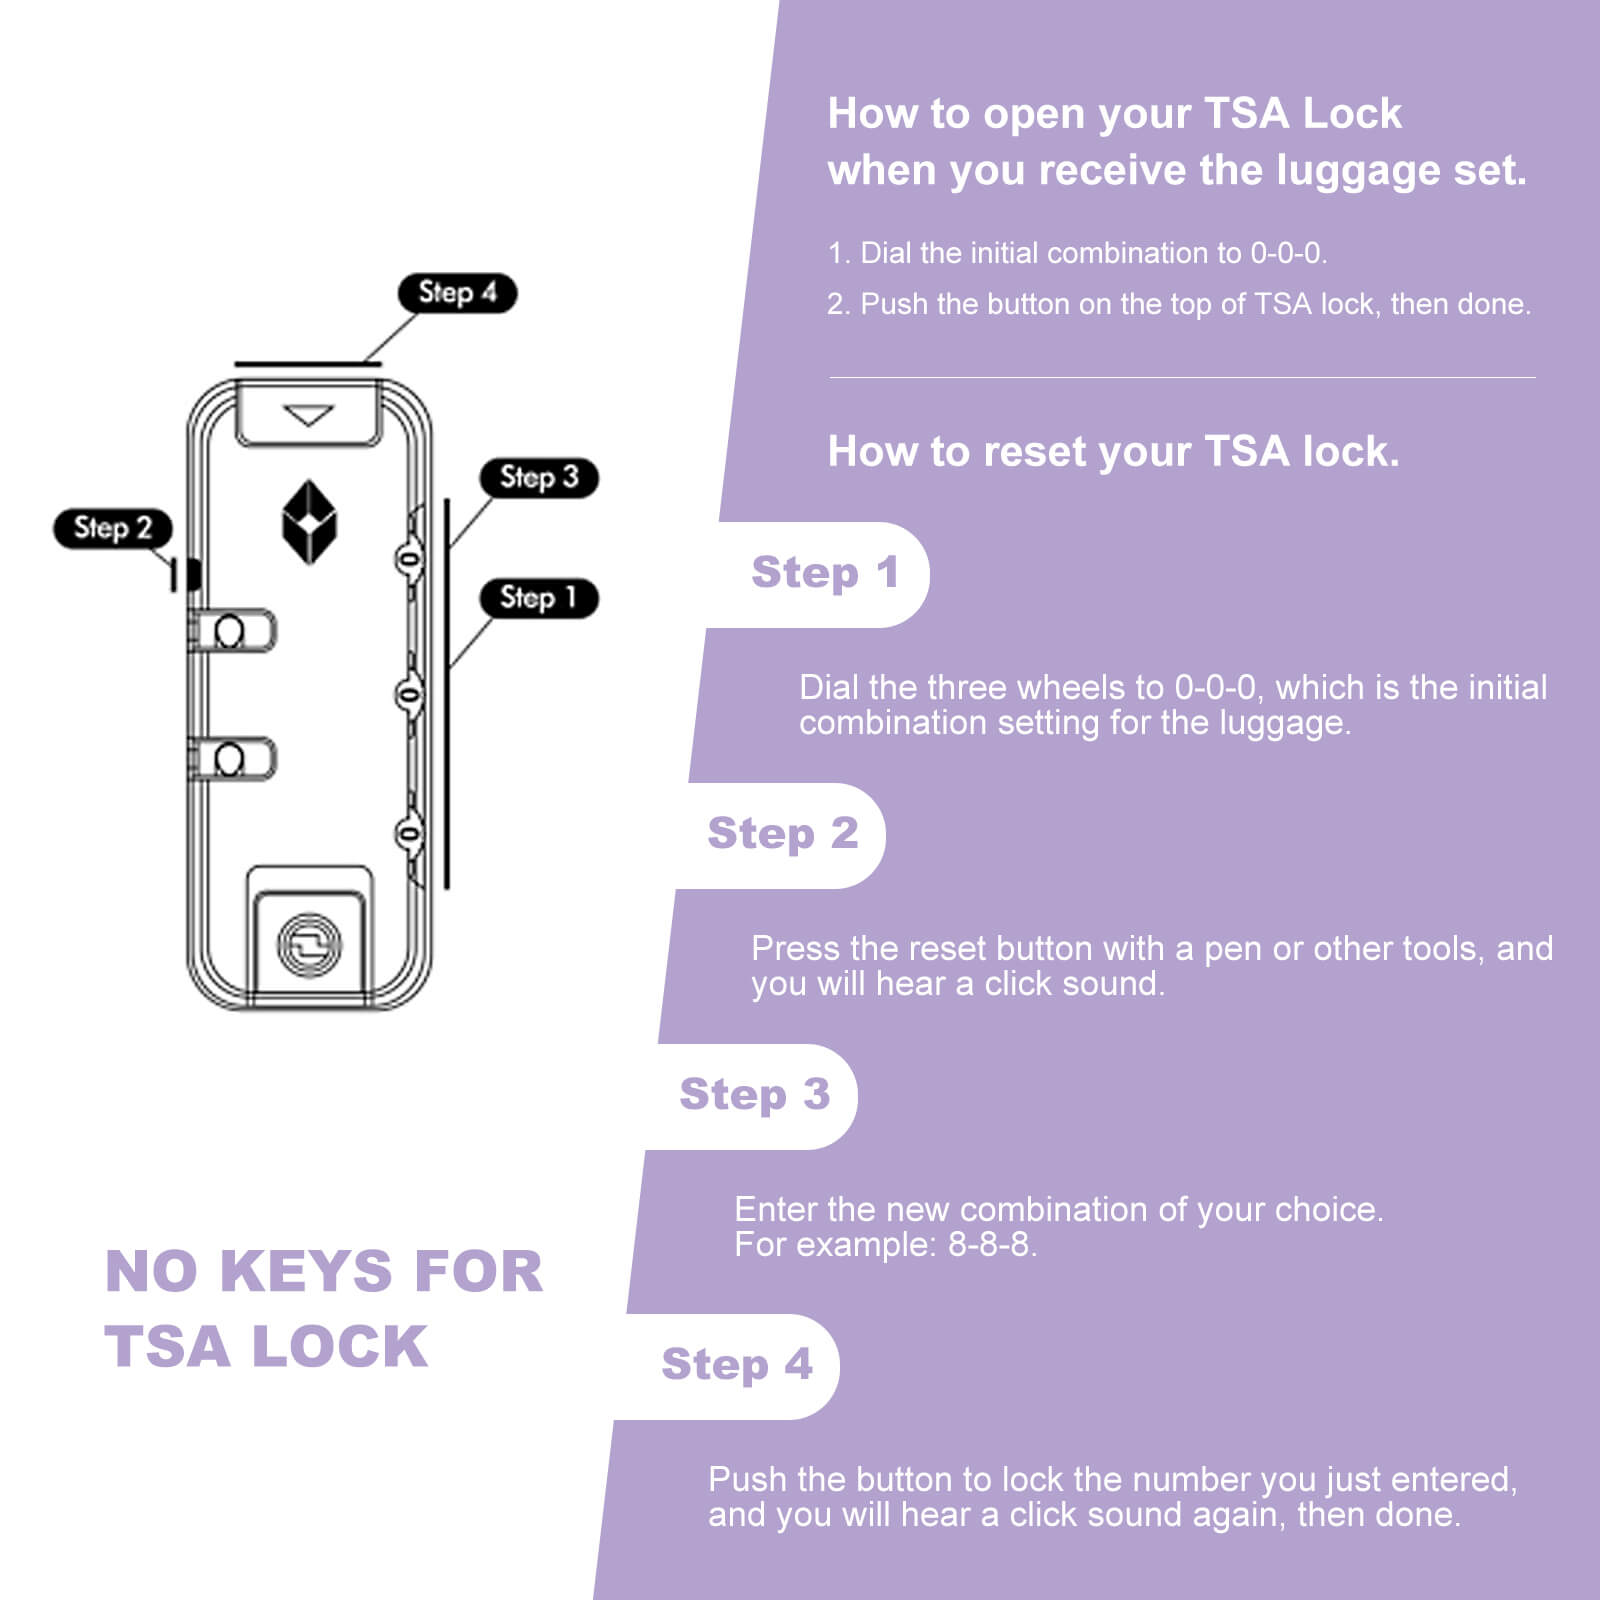 How to open your TSA Lock
when you receive the luggage set.
1. Dial the initial combination to 0-0-0.
2. Push the button on the top of TSA lock, then done.
How to reset your TSA lock.
Step 4
Step 3
Step 2
Step 1
0
0
0
Step 1
Dial the three wheels to 0-0-0, which is the initial
combination setting for the luggage.
Step 2
Press the reset button with a pen or other tools, and
you will hear a click sound.
Step 3
Enter the new combination of your choice.
For example: 8-8-8.
Step 4
Push the button to lock the number you just entered,
and you will hear a click sound again, then done.
NO KEYS FOR
TSA LOCK